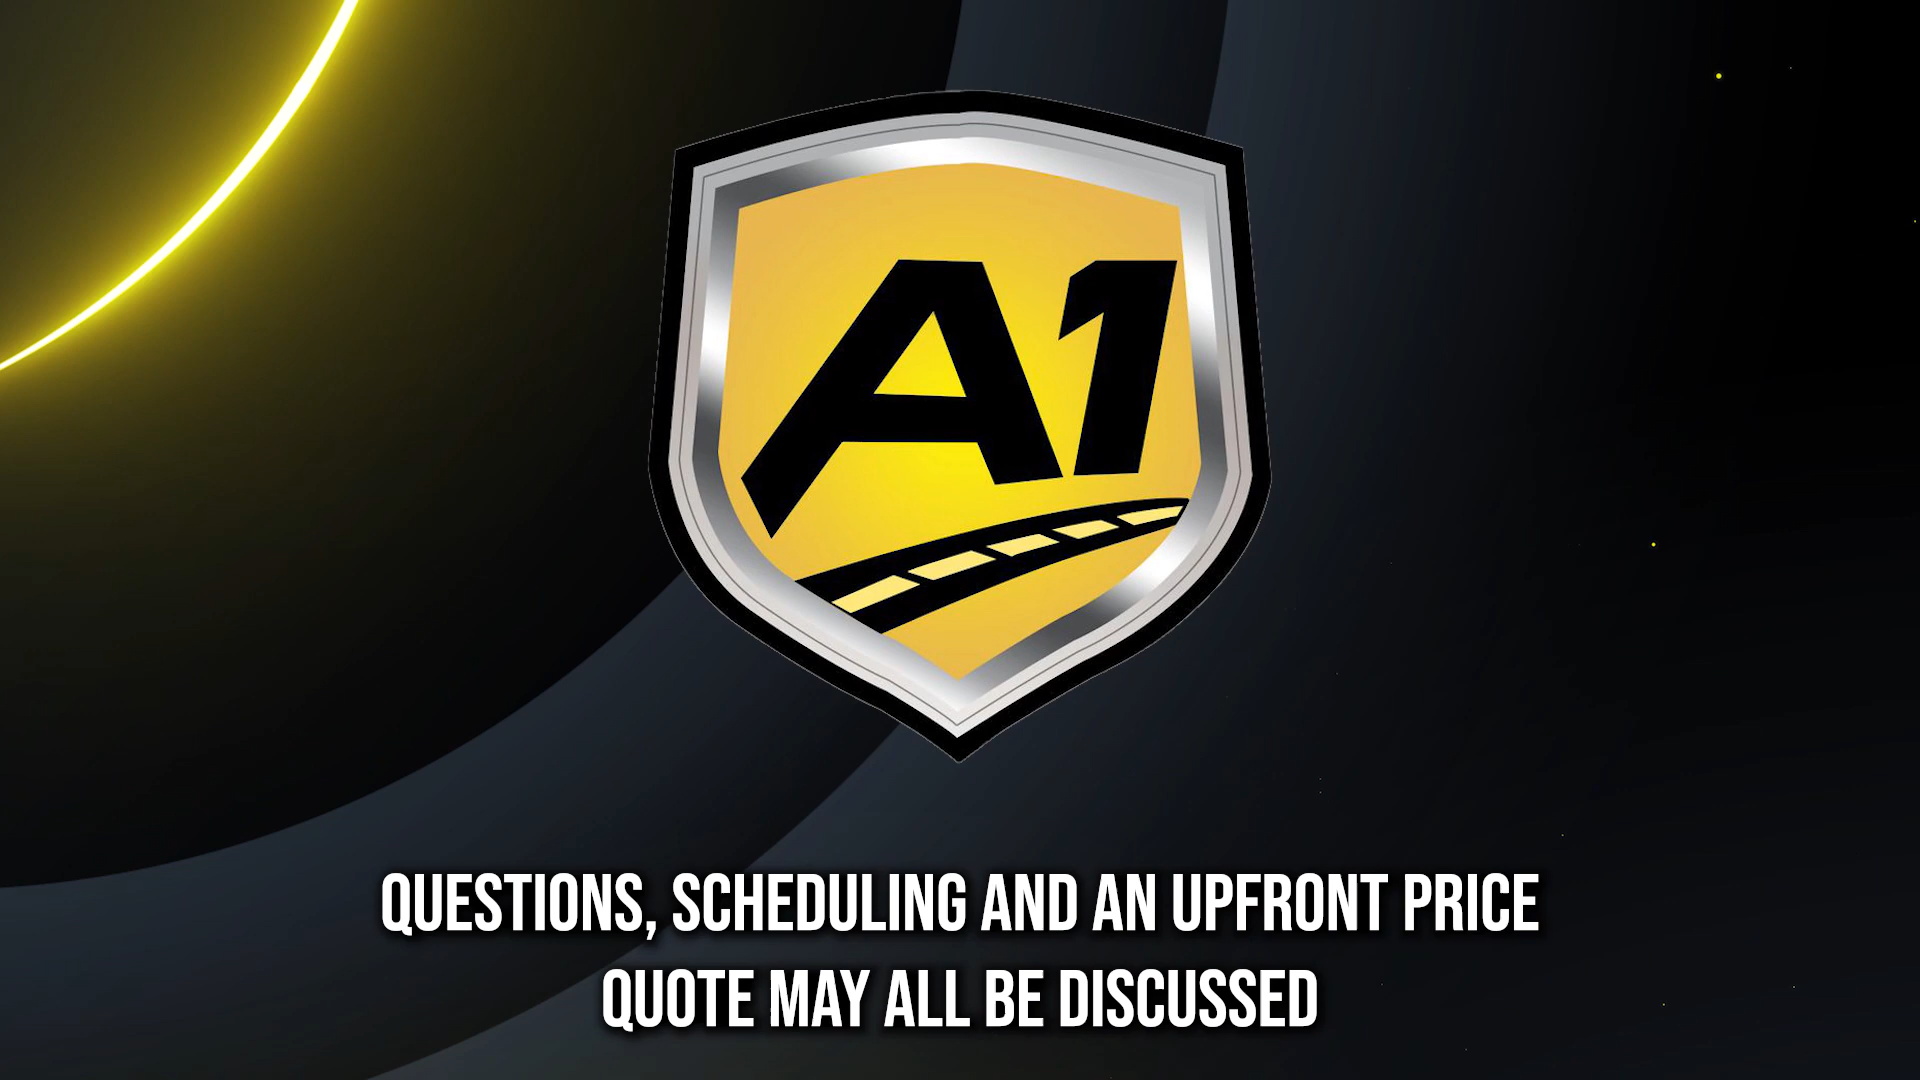 A1
QUESTIONS, SCHEDULING AND AN UPFRONT PRICE
QUOTE MAY ALL BE DISCUSSED